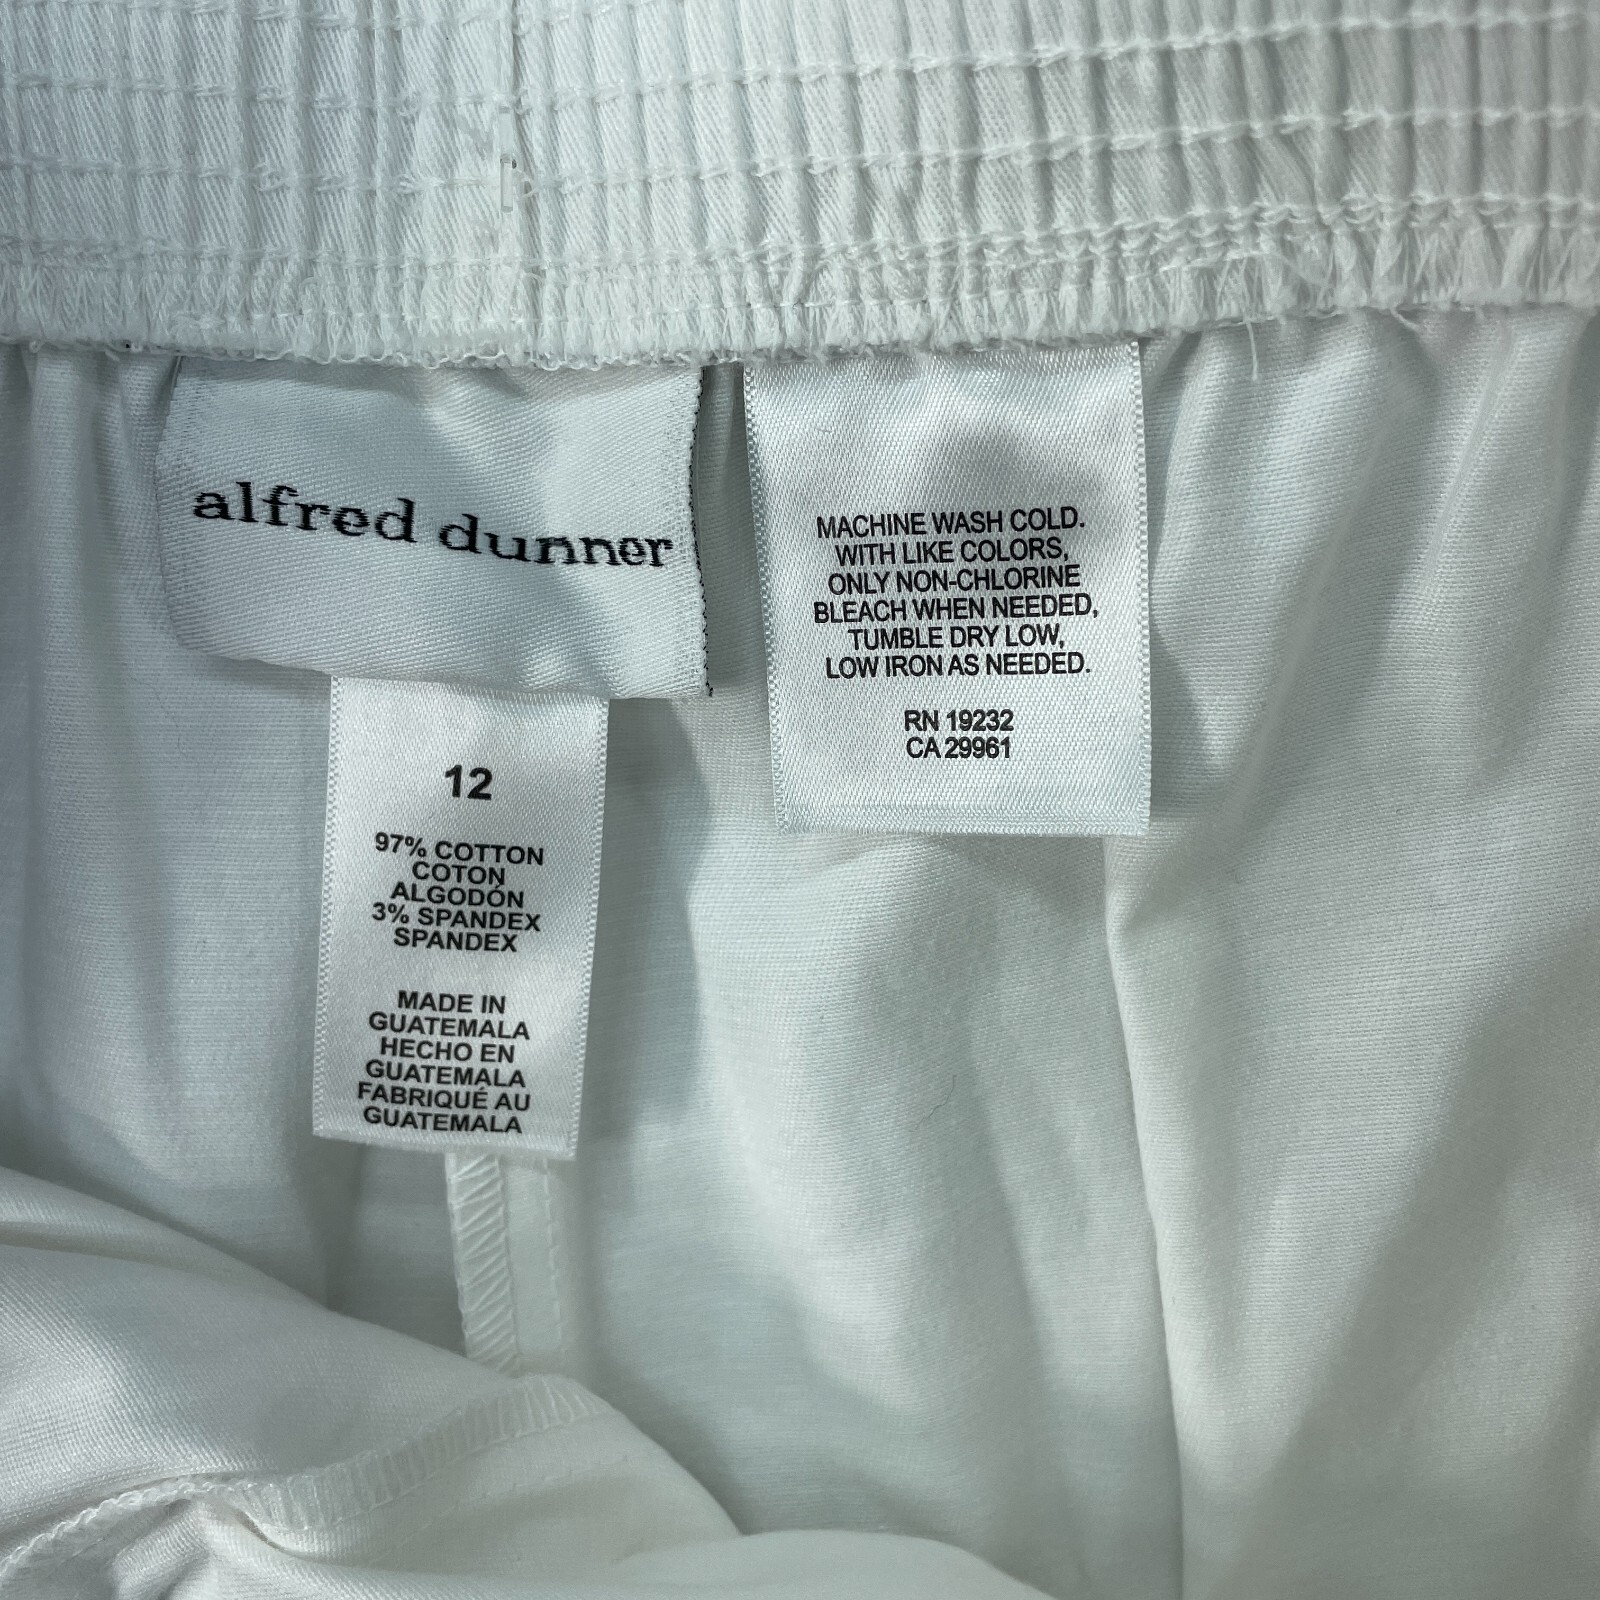 alfred dunner
12
97% COTTON
COTON
ALGODÓN
3% SPANDEX
SPANDEX
MADE IN
GUATEMALA
HECHO EN
GUATEMALA
FABRIQUÉ AU
GUATEMALA
MACHINE WASH COLD.
WITH LIKE COLORS,
ONLY NON-CHLORINE
BLEACH WHEN NEEDED,
TUMBLE DRY LOW,
LOW IRON AS NEEDED.
RN 19232
CA 29961